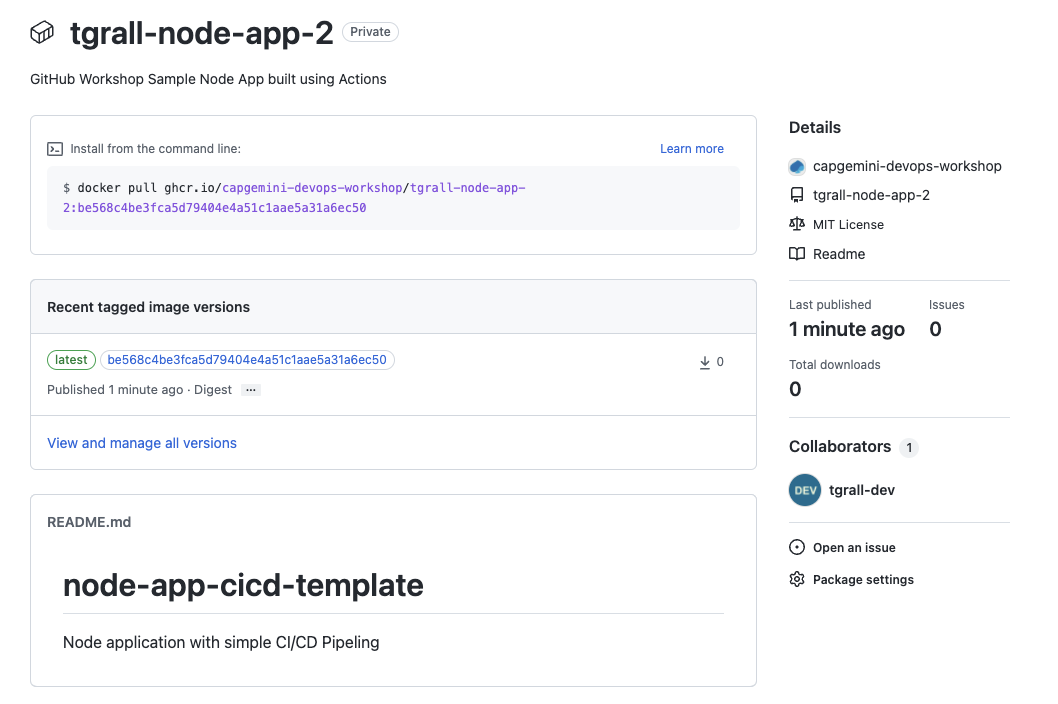 tgrall-node-app-2 Private
GitHub Workshop Sample Node App built using Actions
Install from the command line: Learn more
$ docker pull ghcr.io/capgemini-devops-workshop/tgrall-node-app-
2:be568c4be3fca5d79404e4a51c1aae5a31a6ec50
Recent tagged image versions
latest be568c4be3fca5d79404e4a51c1aae5a31a6ec50 0
Published 1 minute ago · Digest ...
View and manage all versions
README.md
node-app-cicd-template
Node application with simple CI/CD Pipeling
Details
capgemini-devops-workshop
tgrall-node-app-2
MIT License
Readme
Last published Issues
1 minute ago 0
Total downloads
0
Collaborators 1
DEV tgrall-dev
Open an issue
Package settings